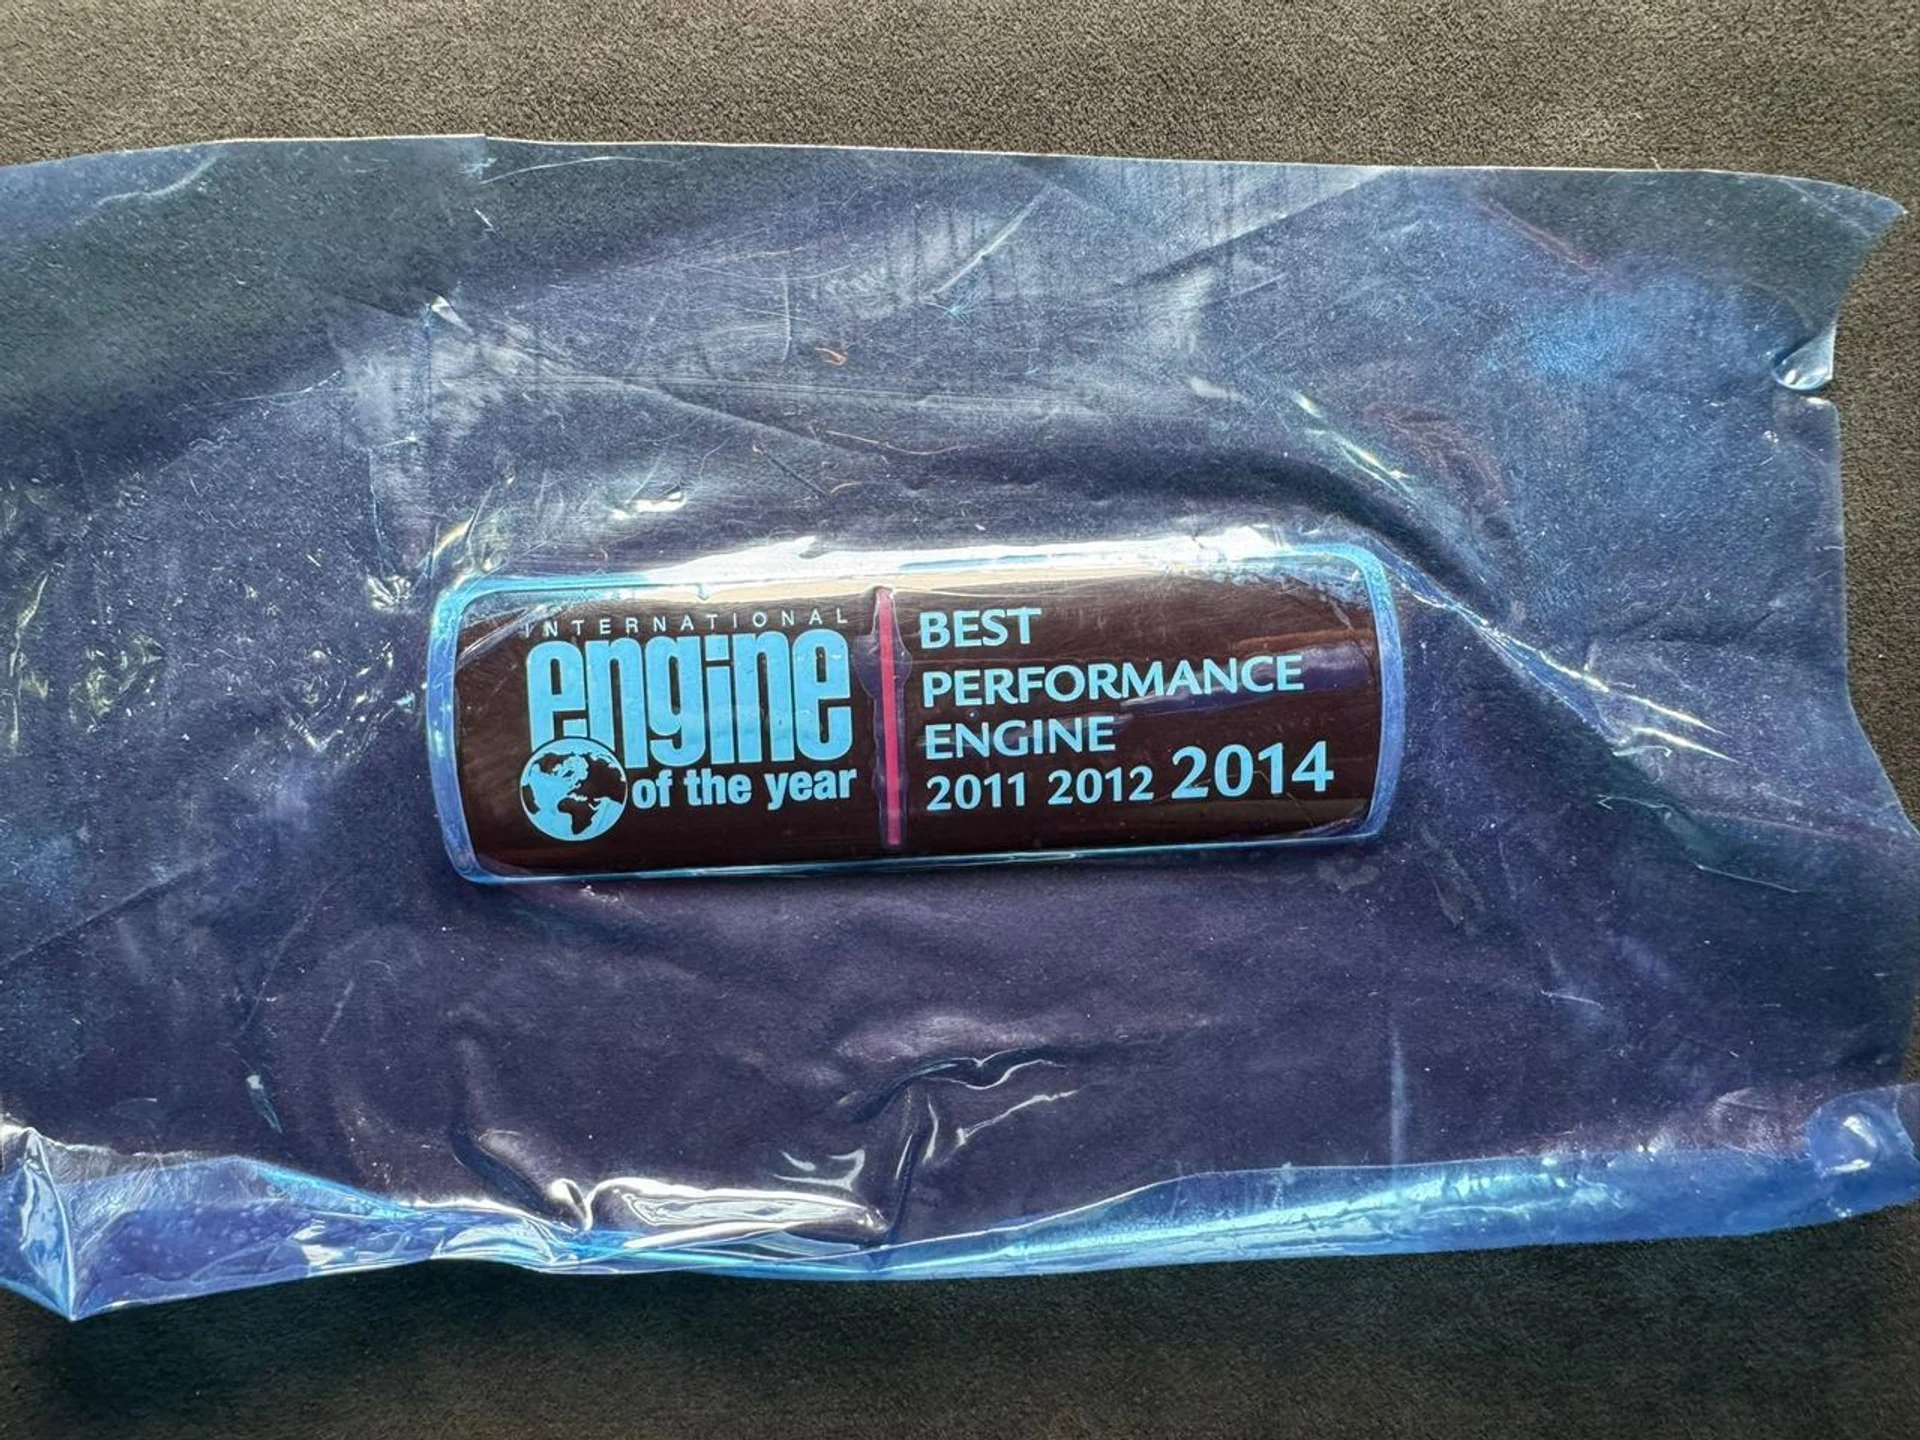 INTERNATIONAL
engine
of the year
BEST
PERFORMANCE
ENGINE
2011 2012 2014